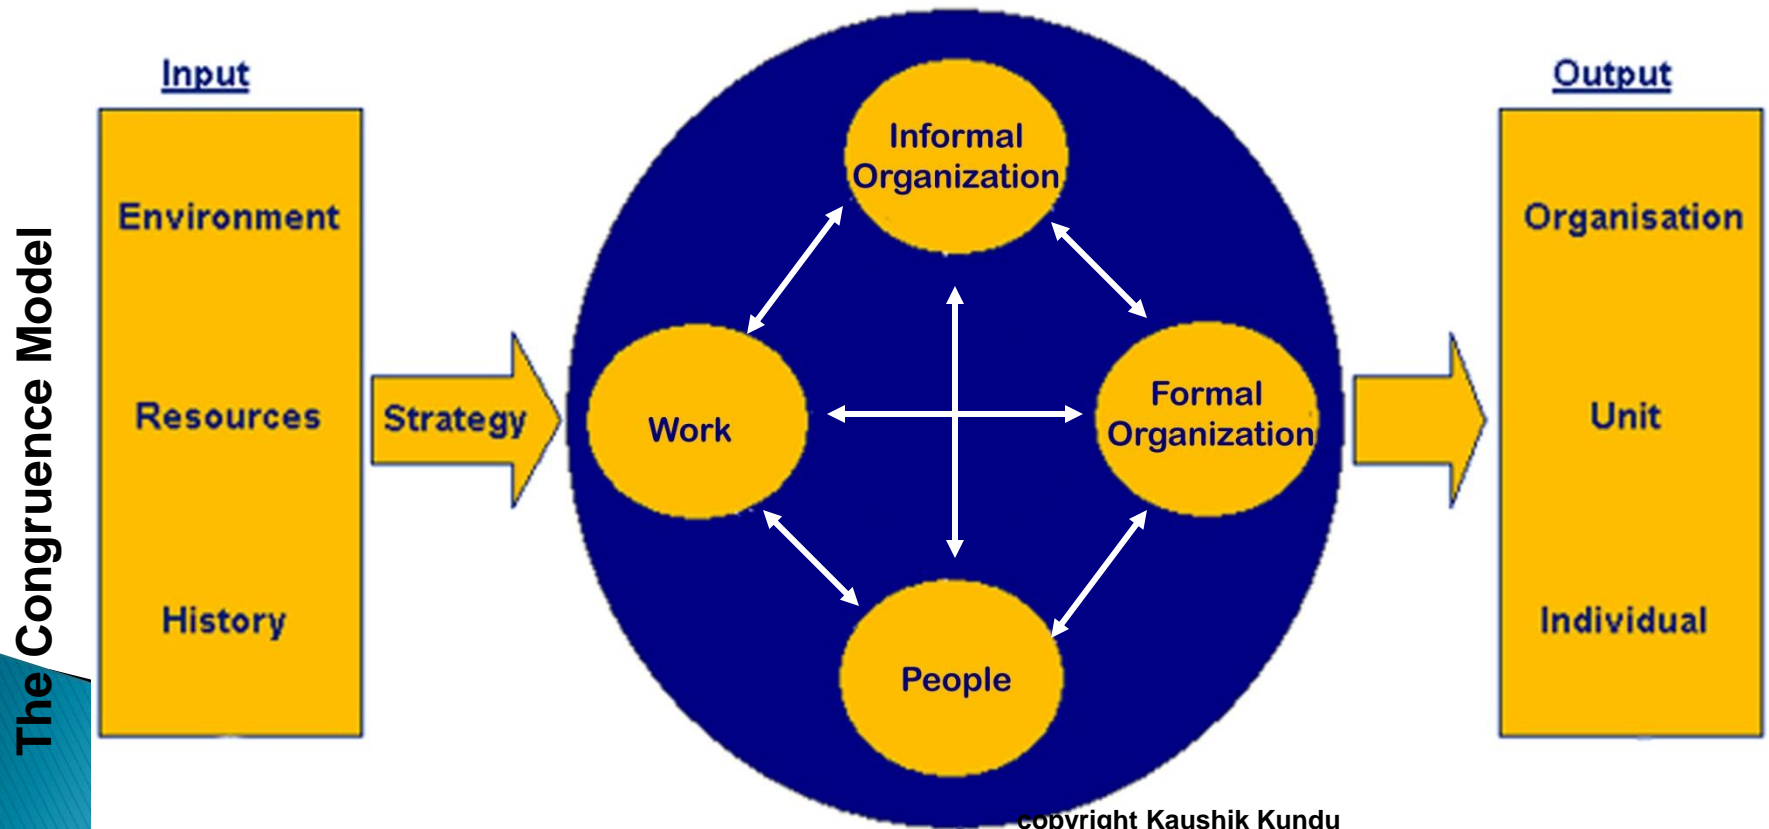 The Congruence Model
Input
Environment
Resources
History
Strategy
Informal
Organization
Work
Formal
Organization
People
Output
Organisation
Unit
Individual
copyright Kaushik Kundu